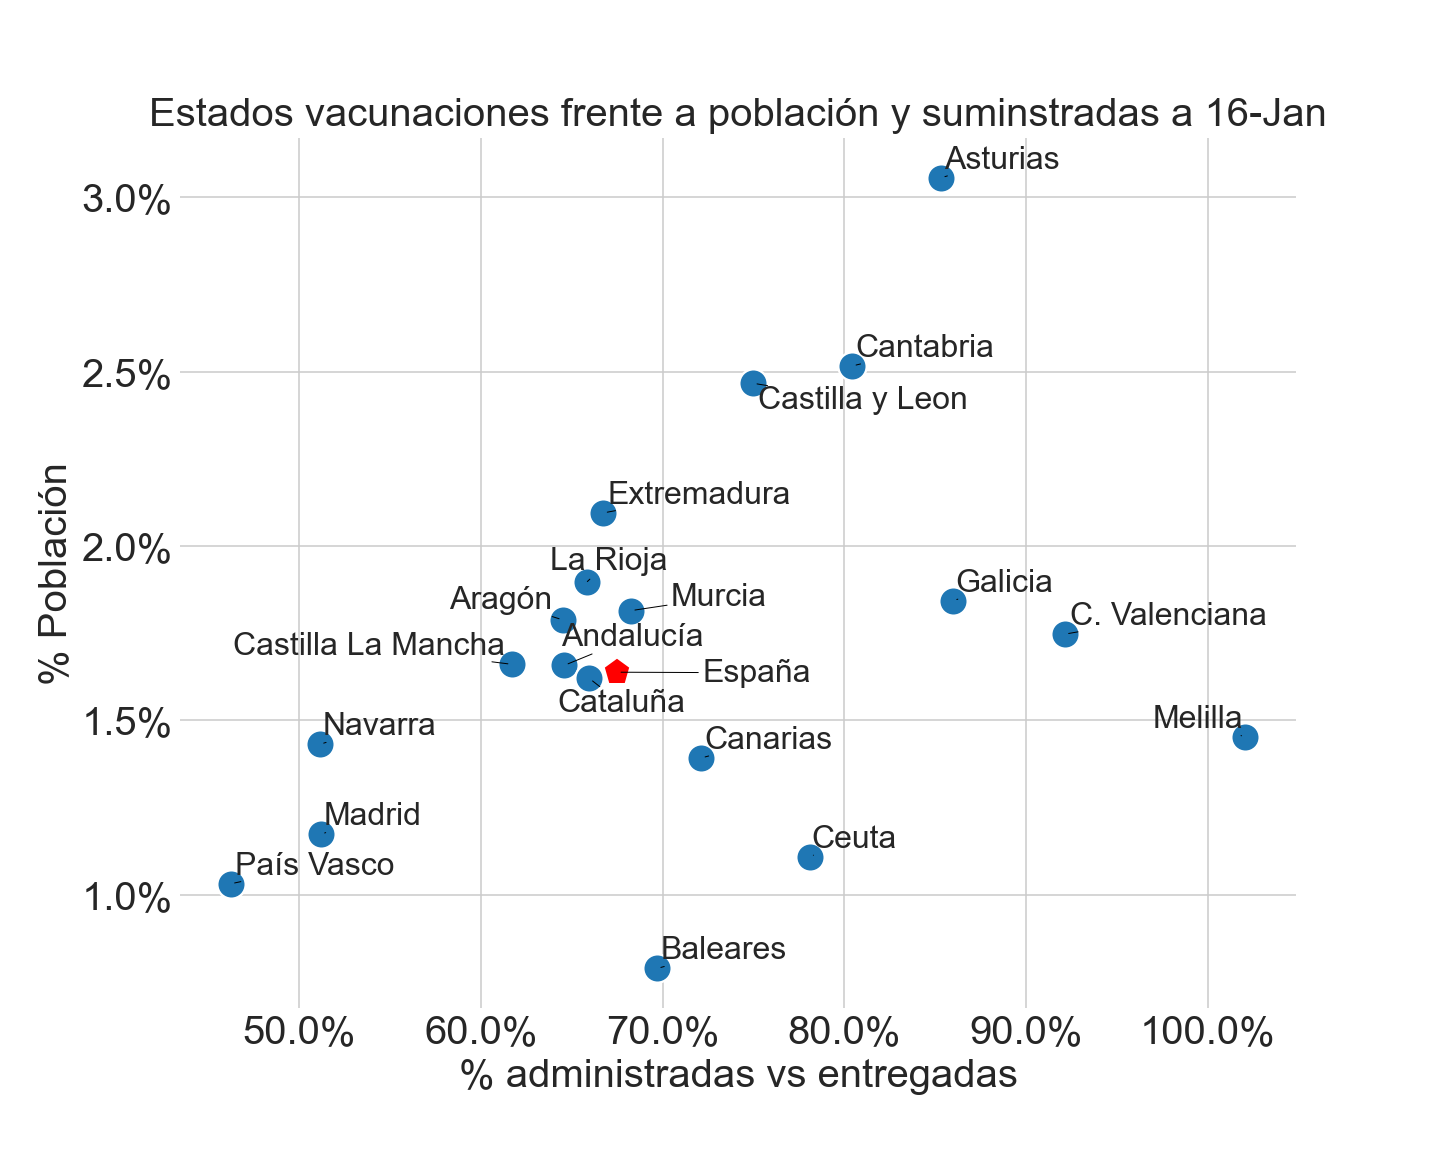 Estados vacunaciones frente a población y suminstradas a 16-Jan
Asturias
3.0%
Cantabria
2.5%
Castilla y Leon
Extremadura
2.0%
La Rioja
Galicia
Aragón
Murcia
C. Valenciana
Andalucía
Castilla La Mancha
España
Cataluña
% Población
Melilla
1.5%
Navarra
Canarias
Madrid
Ceuta
País Vasco
1.0%
Baleares
50.0% 60.0% 70.0% 80.0% 90.0% 100.0%
% administradas vs entregadas